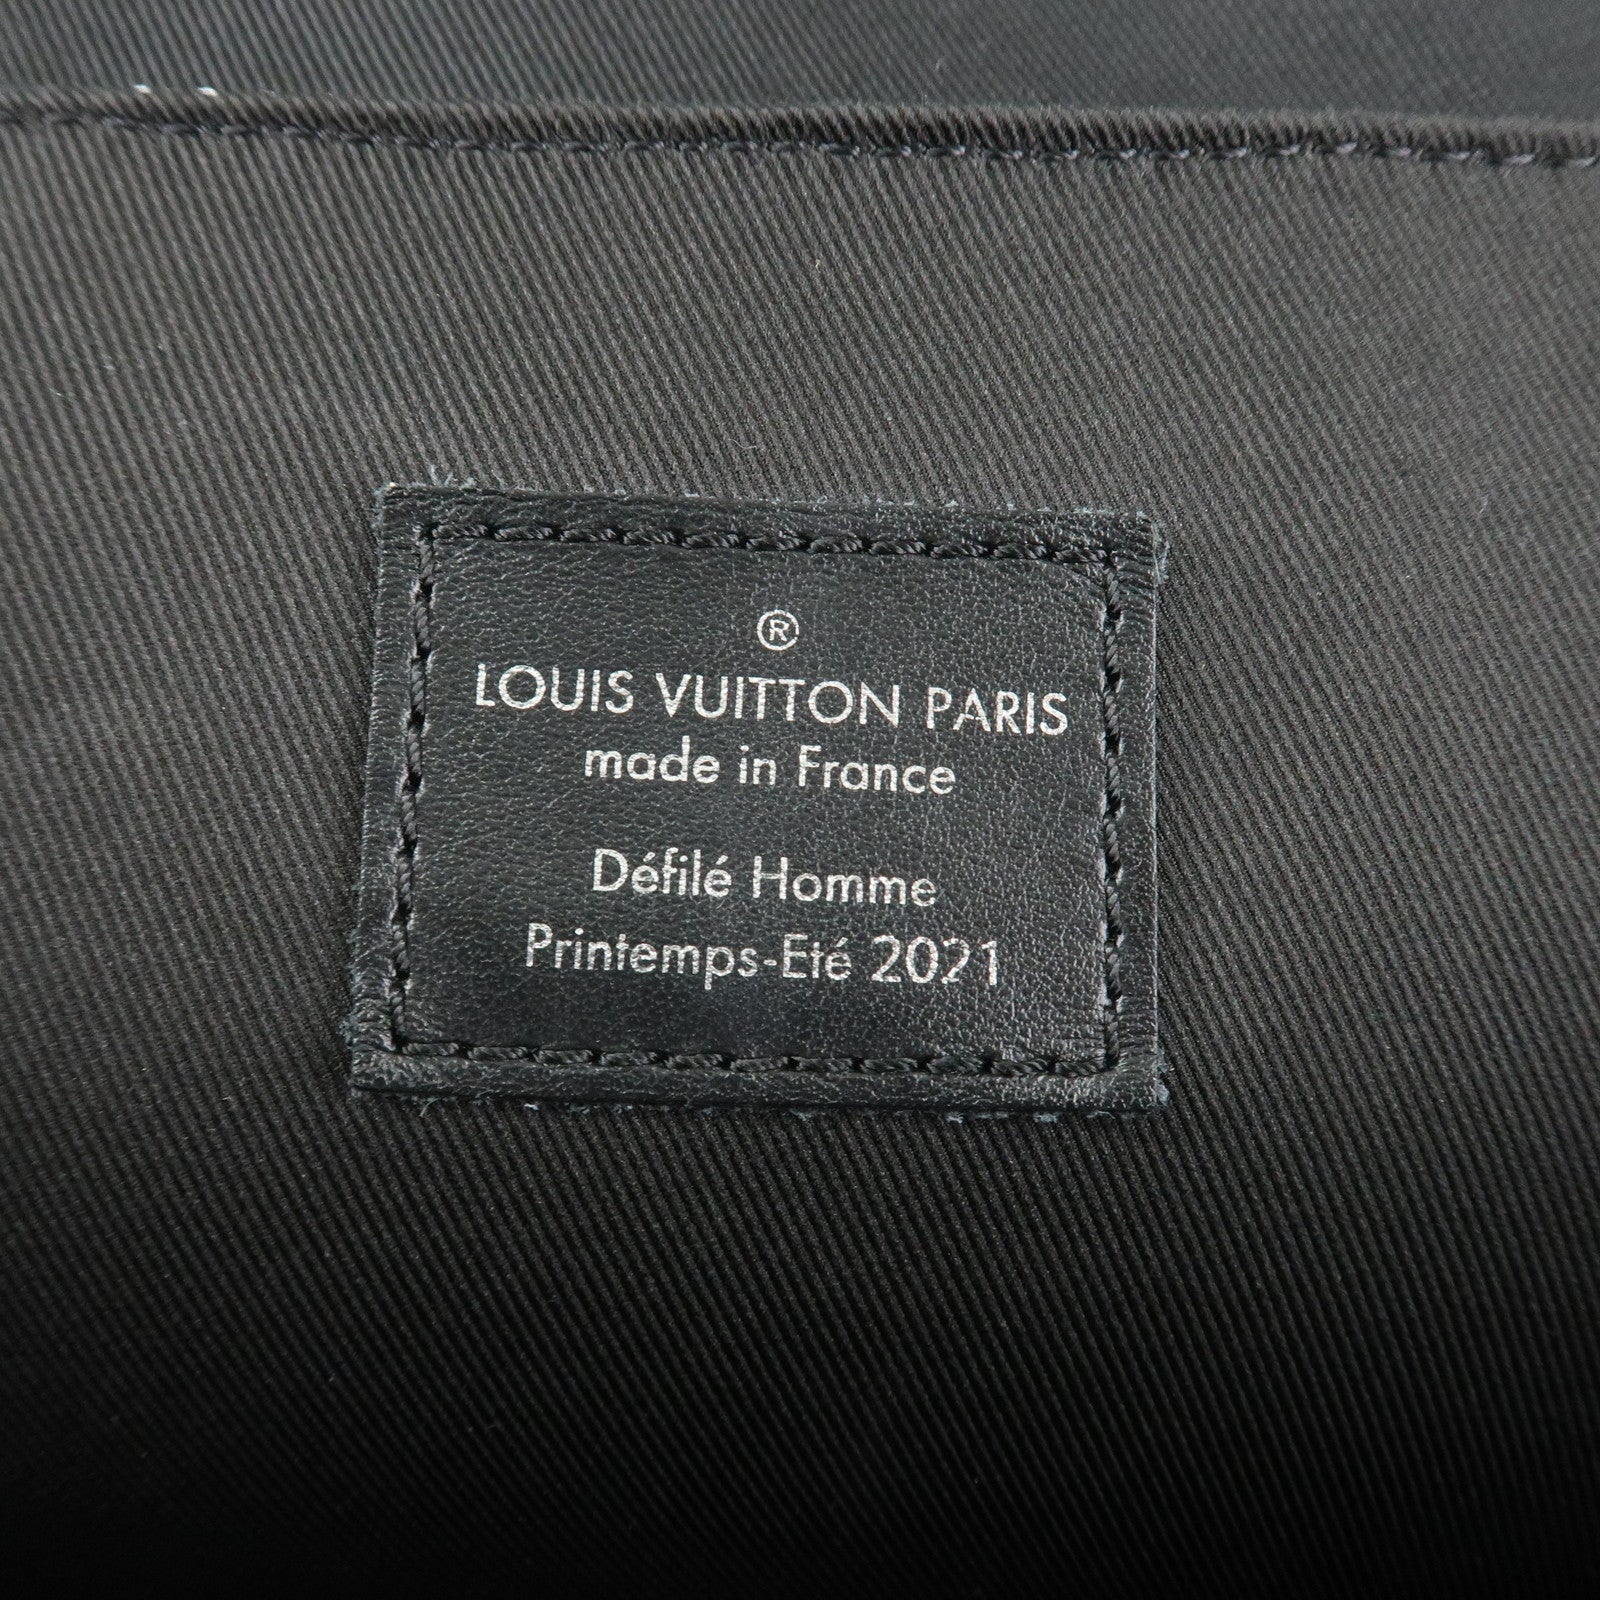 ®
LOUIS VUITTON PARIS
made in France
Défilé Homme
Printemps-Eté 2021